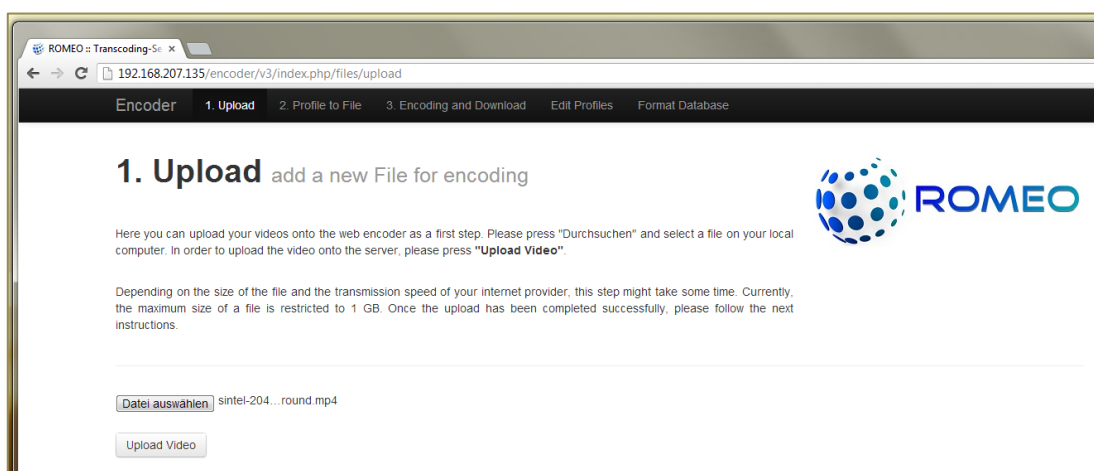 ROMEO :: Transcoding-Se
192.168.207.135/encoder/v3/index.php/files/upload
Encoder 1. Upload 2. Profile to File 3. Encoding and Download Edit Profiles Format Database
1. Upload add a new File for encoding
ROMEO
Here you can upload your videos onto the web encoder as a first step. Please press "Durchsuchen" and select a file on your local
computer. In order to upload the video onto the server, please press "Upload Video".
Depending on the size of the file and the transmission speed of your internet provider, this step might take some time. Currently,
the maximum size of a file is restricted to 1 GB. Once the upload has been completed successfully, please follow the next
instructions.
Datei auswählen sintel-204...round.mp4
Upload Video